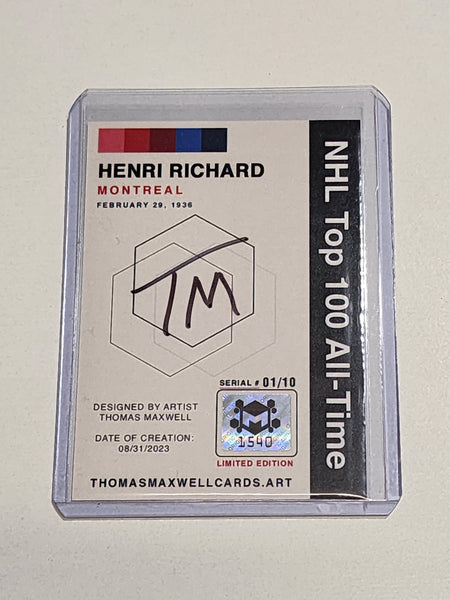 HENRI RICHARD
MONTREAL
FEBRUARY 29, 1936
NHL Top 100 All-Time
TM
SERIAL # 01/10
M
1540
LIMITED EDITION
DESIGNED BY ARTIST
THOMAS MAXWELL
DATE OF CREATION:
08/31/2023
THOMASMAXWELLCARDS.ART